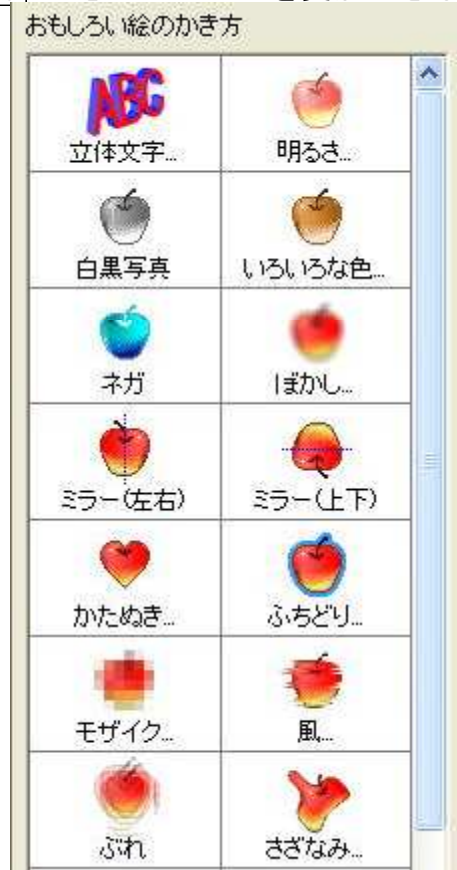 おもしろい絵のかき方
ABC
立体文字...
明るさ...
白黒写真
いろいろな色...
ネガ
ぼかし...
ミラー(左右)
ミラー(上下)
かたぬき...
ふちどり...
モザイク...
風...
ぶれ
さざなみ...